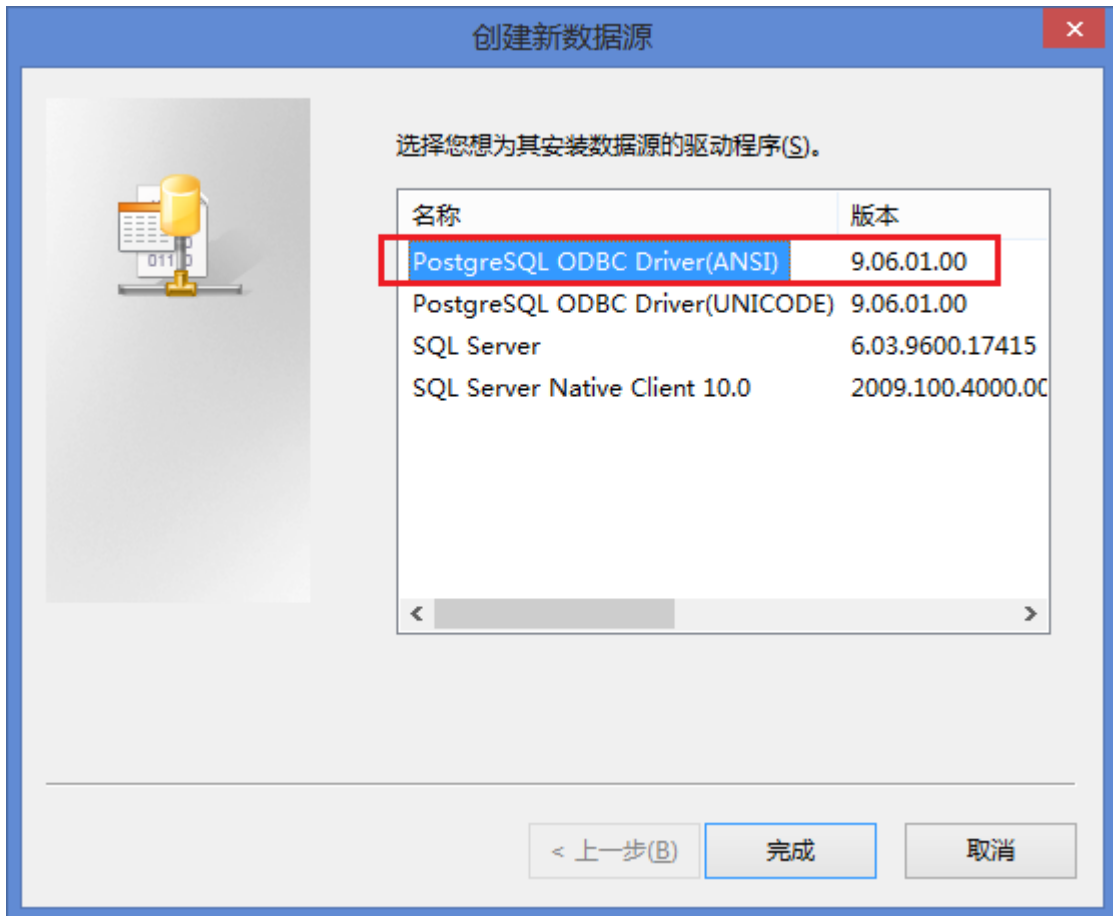 创建新数据源
选择您想为其安装数据源的驱动程序(S)。
名称 版本
PostgreSQL ODBC Driver(ANSI) 9.06.01.00
PostgreSQL ODBC Driver(UNICODE) 9.06.01.00
SQL Server 6.03.9600.17415
SQL Server Native Client 10.0 2009.100.4000.00
< 上一步(B) 完成 取消